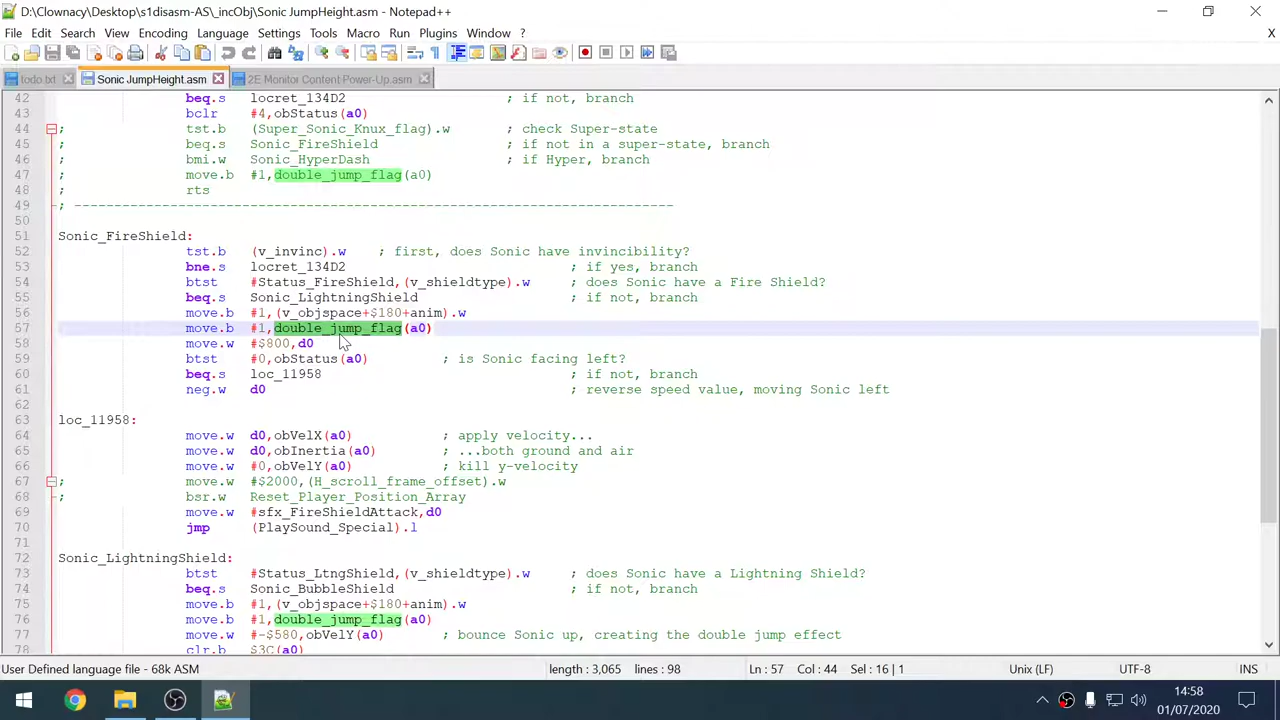 D:\Clownacy\Desktop\s1disasm-AS\_incObj\Sonic JumpHeight.asm - Notepad++
File Edit Search View Encoding Language Settings Tools Macro Run Plugins Window ? X
todo.txt Sonic JumpHeight.asm 2E Monitor Content Power-Up.asm
42 beq.s locret_134D2 ; if not, branch
43 bclr #4,obStatus(a0)
44 ; tst.b (Super_Sonic_Knux_flag).w ; check Super-state
45 ; beq.s Sonic_FireShield ; if not in a super-state, branch
46 ; bmi.w Sonic_HyperDash ; if Hyper, branch
47 ; move.b #1,double_jump_flag(a0)
48 ; rts
49 ; ---------------------------------------------------------------------------
50
51 Sonic_FireShield:
52 tst.b (v_invinc).w ; first, does Sonic have invincibility?
53 bne.s locret_134D2 ; if yes, branch
54 btst #Status_FireShield,(v_shieldtype).w ; does Sonic have a Fire Shield?
55 beq.s Sonic_LightningShield ; if not, branch
56 move.b #1,(v_objspace+$180+anim).w
57 move.b #1,double_jump_flag(a0)
58 move.w #$800,d0
59 btst #0,obStatus(a0) ; is Sonic facing left?
60 beq.s loc_11958 ; if not, branch
61 neg.w d0 ; reverse speed value, moving Sonic left
62
63 loc_11958:
64 move.w d0,obVelX(a0) ; apply velocity...
65 move.w d0,obInertia(a0) ; ...both ground and air
66 move.w #0,obVelY(a0) ; kill y-velocity
67 ; move.w #$2000,(H_scroll_frame_offset).w
68 ; bsr.w Reset_Player_Position_Array
69 move.w #sfx_FireShieldAttack,d0
70 jmp (PlaySound_Special).l
71
72 Sonic_LightningShield:
73 btst #Status_LtngShield,(v_shieldtype).w ; does Sonic have a Lightning Shield?
74 beq.s Sonic_BubbleShield ; if not, branch
75 move.b #1,(v_objspace+$180+anim).w
76 move.b #1,double_jump_flag(a0)
77 move.w #-$580,obVelY(a0) ; bounce Sonic up, creating the double jump effect
78 clr.b $3C(a0)
User Defined language file - 68k ASM length : 3,065 lines : 98 Ln : 57 Col : 44 Sel : 16 | 1 Unix (LF) UTF-8 INS
14:58
01/07/2020